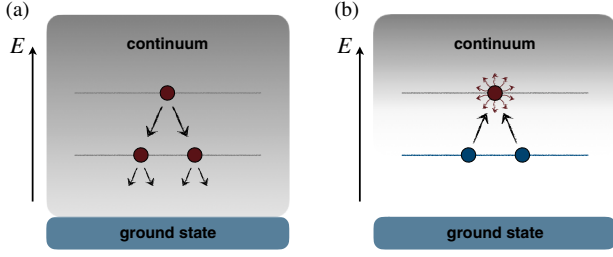 (a)
(b)
E
continuum
E
continuum
ground state
ground state